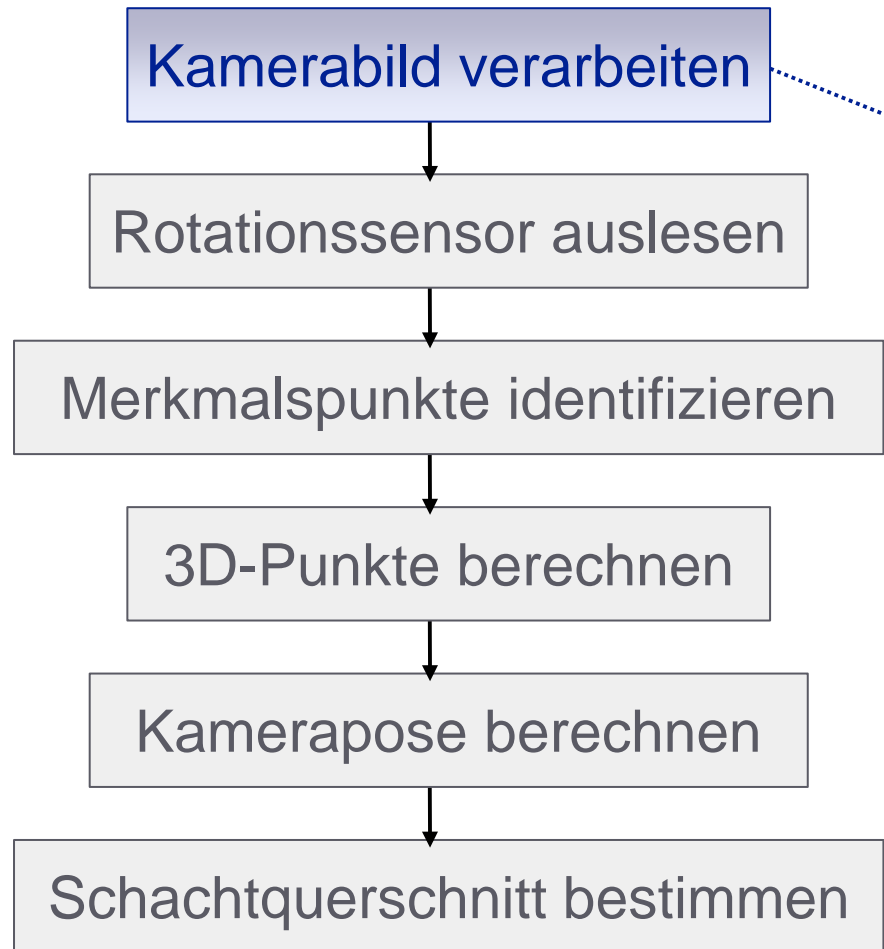 Kamerabild verarbeiten
Rotationssensor auslesen
Merkmalspunkte identifizieren
3D-Punkte berechnen
Kamerapose berechnen
Schachtquerschnitt bestimmen